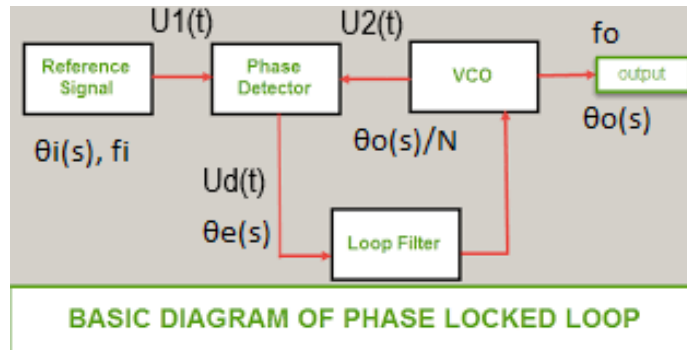 U1(t)
U2(t)
fo
Reference
Signal
Phase
Detector
VCO
output
θi(s), fi
θo(s)/N
θo(s)
Ud(t)
θe(s)
Loop Filter
BASIC DIAGRAM OF PHASE LOCKED LOOP